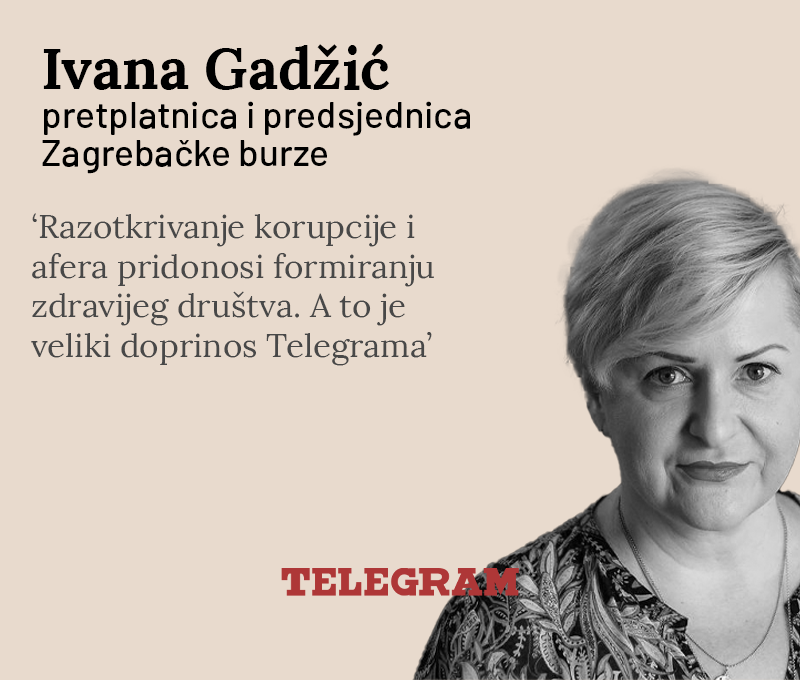 Ivana Gadžić
pretplatnica i predsjednica
Zagrebačke burze
‘Razotkrivanje korupcije i
afera pridonosi formiranju
zdravijeg društva. A to je
veliki doprinos Telegrama’
TELEGRAM